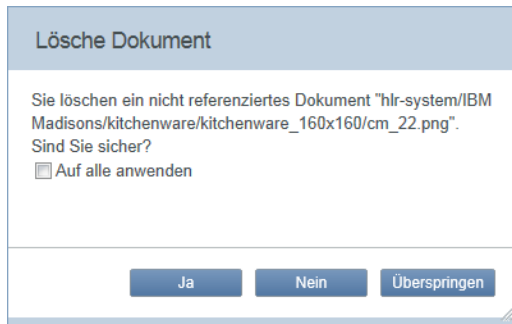 Lösche Dokument
Sie löschen ein nicht referenziertes Dokument "hlr-system/IBM
Madisons/kitchenware/kitchenware_160x160/cm_22.png".
Sind Sie sicher?
Auf alle anwenden
Ja Nein Überspringen